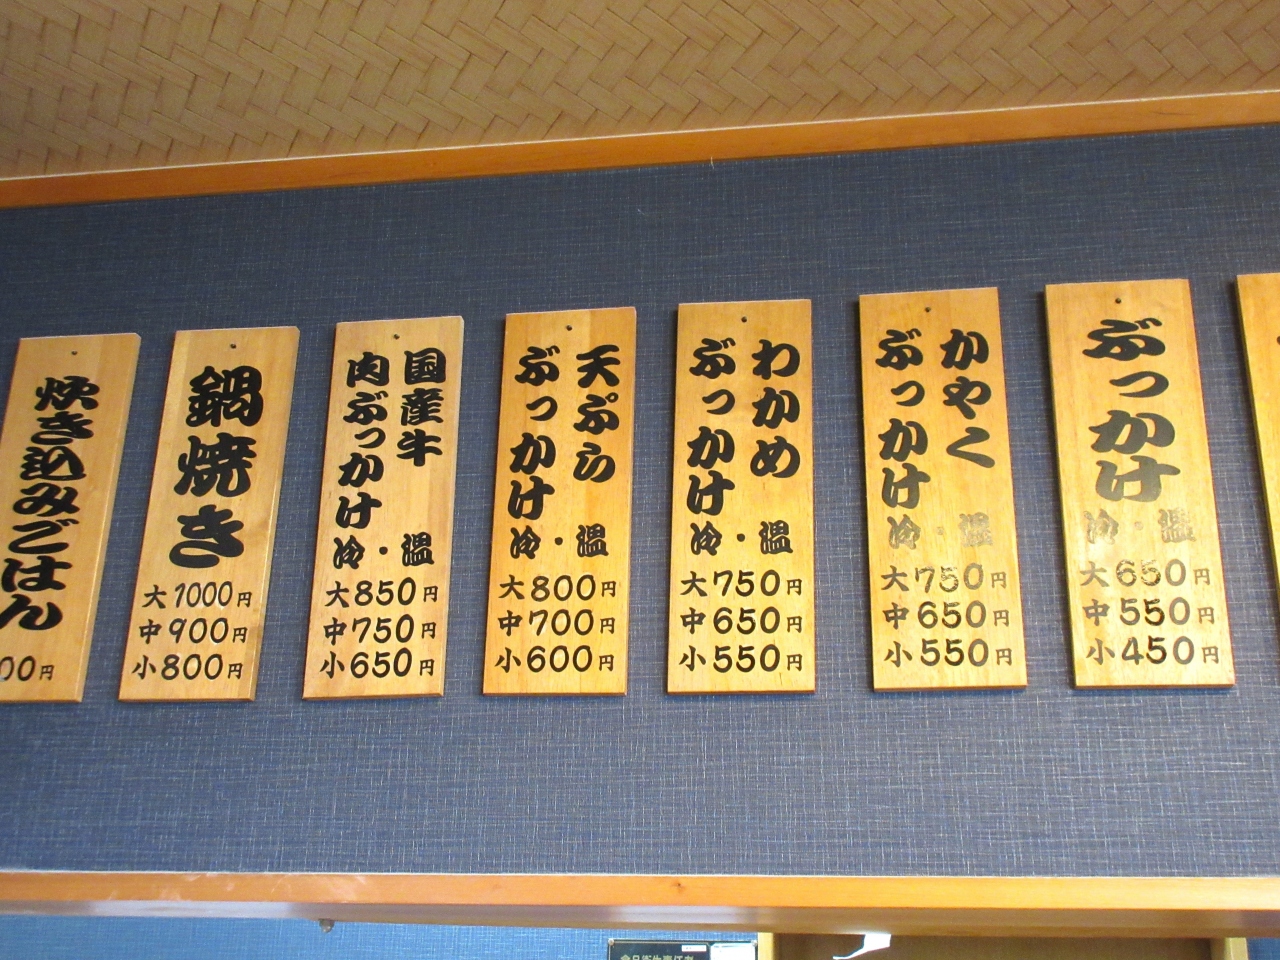 ぶっかけ
冷・温
大650円
中550円
小450円
かやく
ぶっかけ
冷・温
大750円
中650円
小550円
わかめ
ぶっかけ
冷・温
大750円
中650円
小550円
天ぷら
ぶっかけ
冷・温
大800円
中700円
小600円
国産牛
肉ぶっかけ
冷・温
大850円
中750円
小650円
鍋焼き
大1000円
中900円
小800円
炊き込みごはん
00円